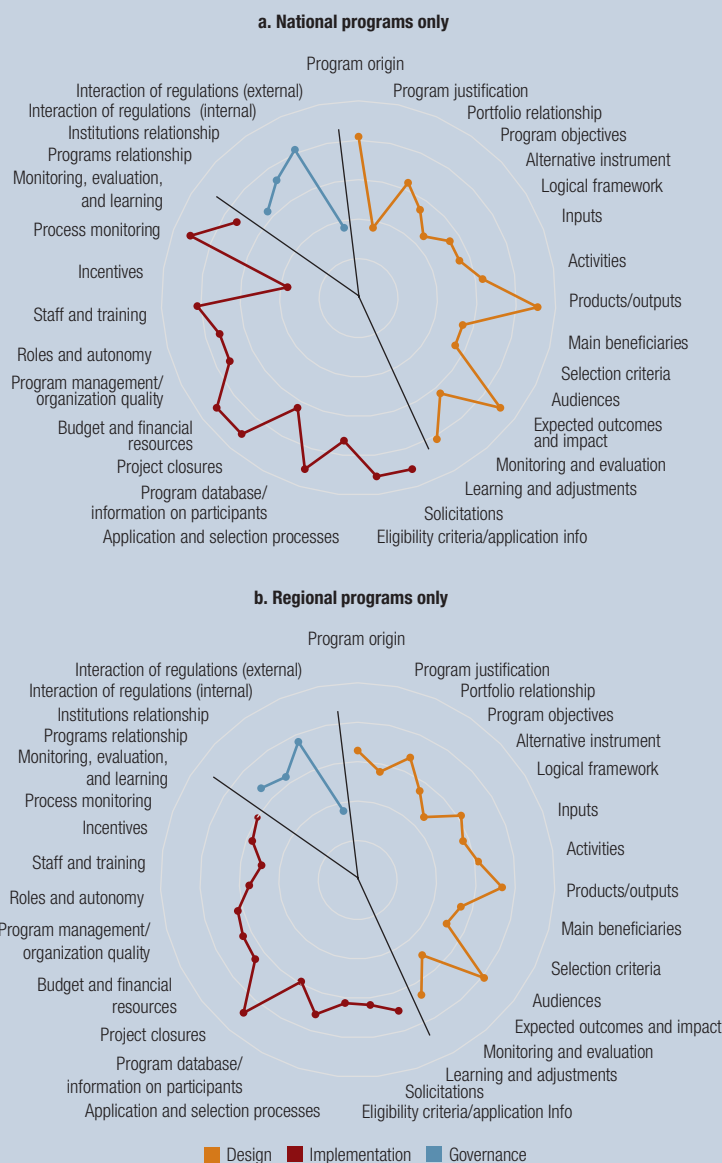 a. National programs only
Program origin
Program justification
Portfolio relationship
Program objectives
Alternative instrument
Logical framework
Inputs
Activities
Products/outputs
Main beneficiaries
Selection criteria
Audiences
Expected outcomes
and impact
Monitoring and evaluation
Learning and adjustments
Solicitations
Eligibility criteria/application info
Application and selection processes
Program database/
information on participants
Project closures
Budget and financial
resources
Program management/
organization quality
Roles and autonomy
Staff and training
Incentives
Process monitoring
Monitoring, evaluation,
and learning
Programs relationship
Institutions relationship
Interaction of regulations (internal)
Interaction of regulations (external)
b. Regional programs only
Program origin
Program justification
Portfolio relationship
Program objectives
Alternative instrument
Logical framework
Inputs
Activities
Products/outputs
Main beneficiaries
Selection criteria
Audiences
Expected outcomes and impact
Monitoring and evaluation
Learning and adjustments
Solicitations
Eligibility criteria/application Info
Application and selection processes
Program database/
information on participants
Project closures
Budget and financial
resources
Program management/
organization quality
Roles and autonomy
Staff and training
Incentives
Process monitoring
Monitoring, evaluation,
and learning
Programs relationship
Institutions relationship
Interaction of regulations (internal)
Interaction of regulations (external)
Design Implementation Governance